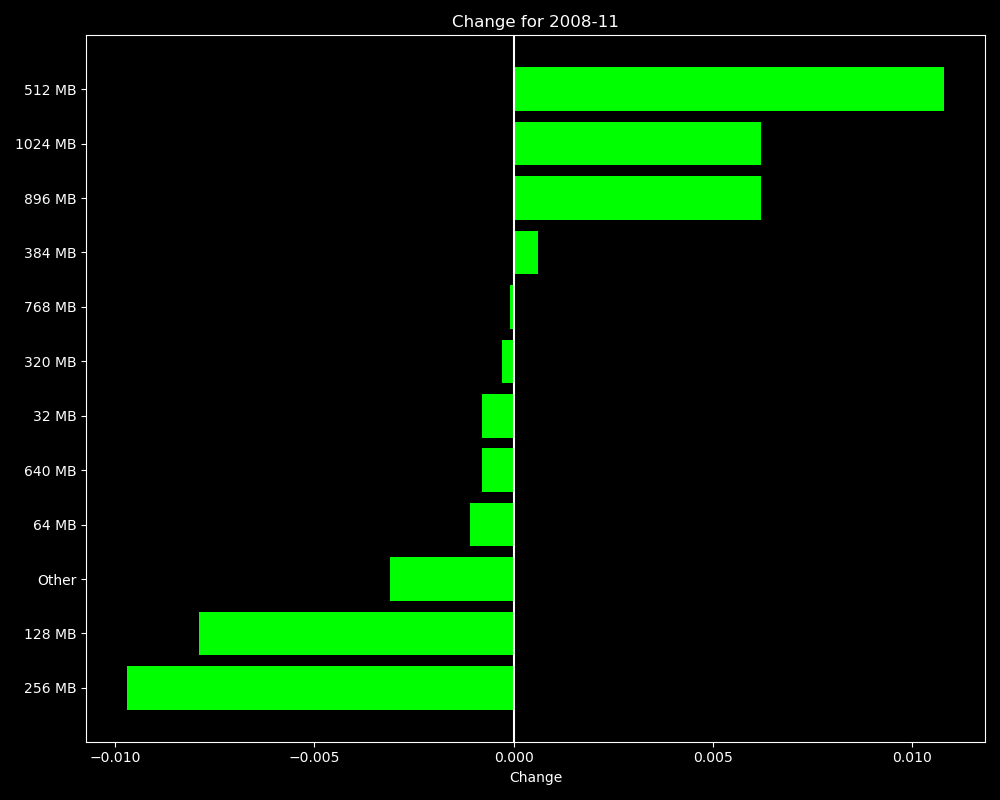 Change for 2008-11
512 MB
1024 MB
896 MB
384 MB
768 MB
320 MB
32 MB
640 MB
64 MB
Other
128 MB
256 MB
−0.010 −0.005 0.000 0.005 0.010
Change